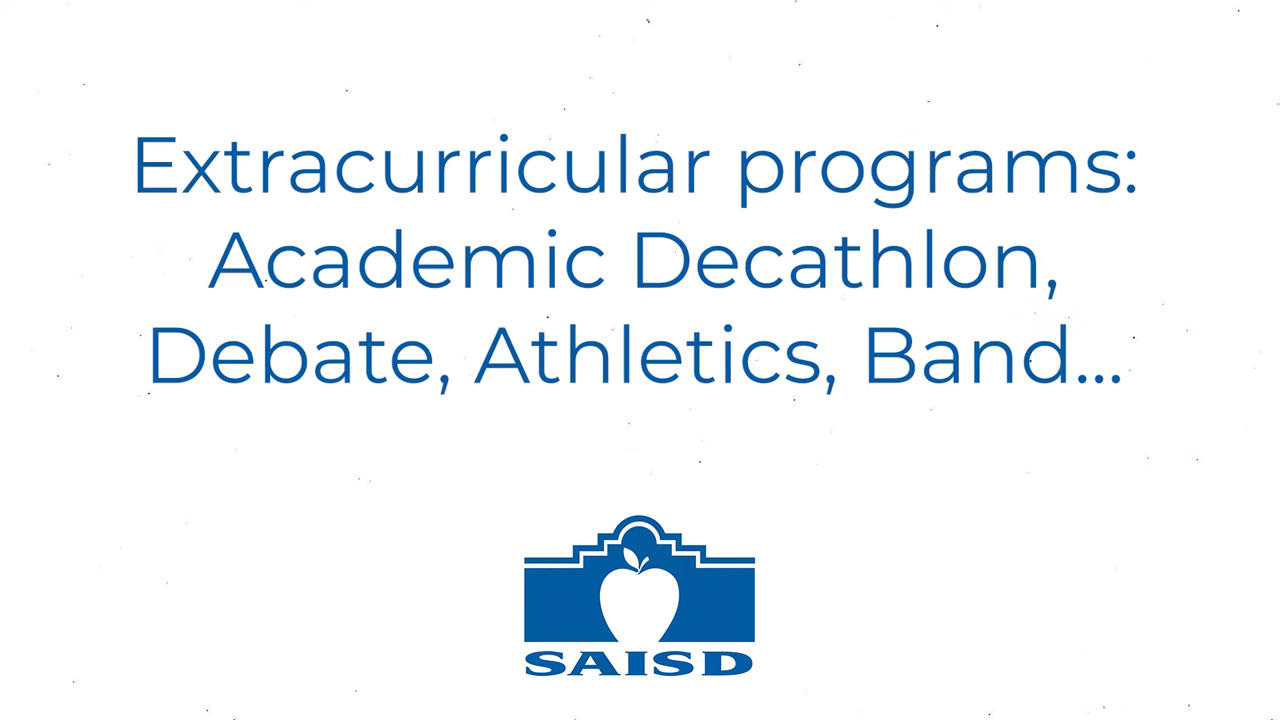 Extracurricular programs:
Academic Decathlon,
Debate, Athletics, Band...
SAISD